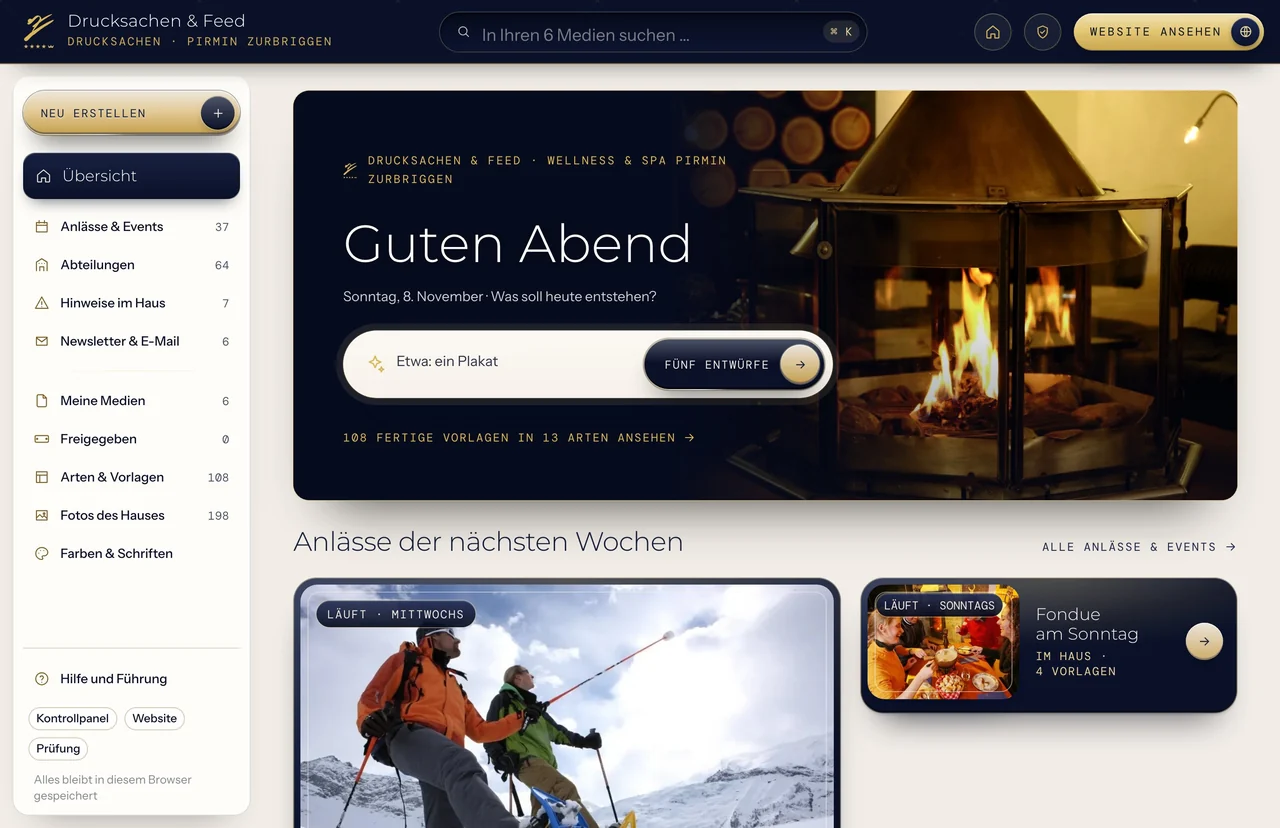 Drucksachen & Feed
DRUCKSACHEN · PIRMIN ZURBRIGGEN
In Ihren 6 Medien suchen ...
⌘ K
WEBSITE ANSEHEN
NEU ERSTELLEN
Übersicht
Anlässe & Events 37
Abteilungen 64
Hinweise im Haus 7
Newsletter & E-Mail 6
Meine Medien 6
Freigegeben 0
Arten & Vorlagen 108
Fotos des Hauses 198
Farben & Schriften
Hilfe und Führung
Kontrollpanel
Website
Prüfung
Alles bleibt in diesem Browser
gespeichert
DRUCKSACHEN & FEED · WELLNESS & SPA PIRMIN
ZURBRIGGEN
Guten Abend
Sonntag, 8. November · Was soll heute entstehen?
Etwa: ein Plakat
FÜNF ENTWÜRFE
108 FERTIGE VORLAGEN IN 13 ARTEN ANSEHEN →
Anlässe der nächsten Wochen
ALLE ANLÄSSE & EVENTS →
LÄUFT · MITTWOCHS
LÄUFT · SONNTAGS
Fondue
am Sonntag
IM HAUS ·
4 VORLAGEN